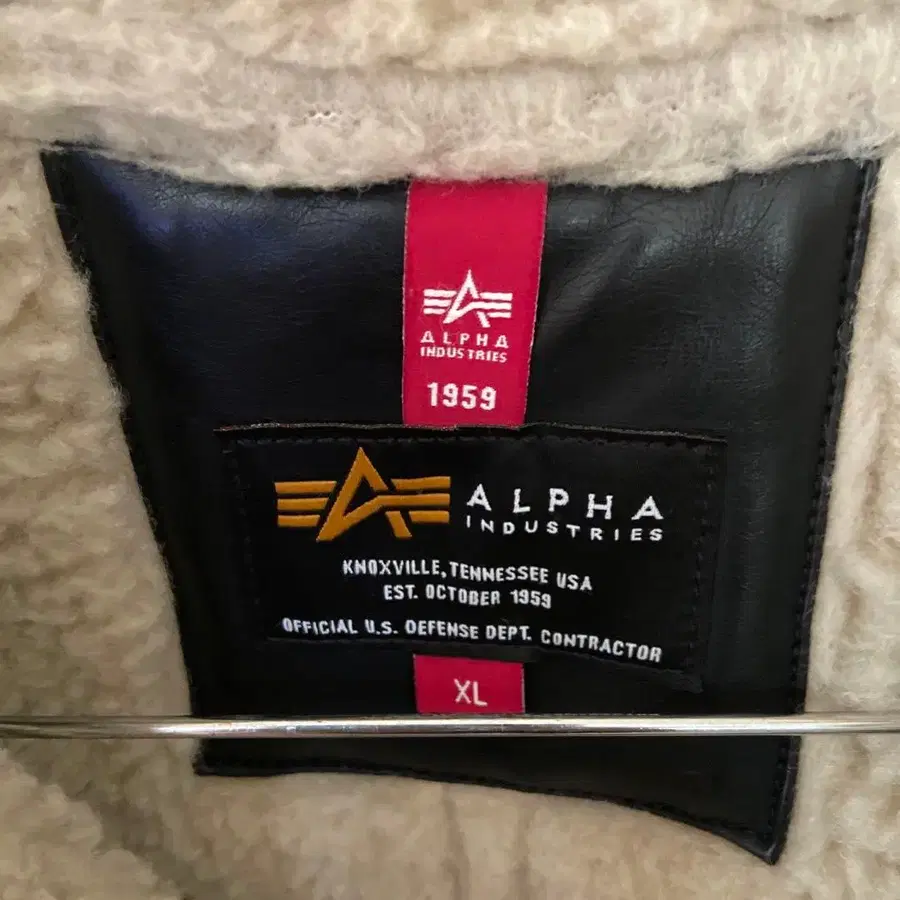 ALPHA
INDUSTRIES
1959
ALPHA
INDUSTRIES
KNOXVILLE, TENNESSEE USA
EST. OCTOBER 1959
OFFICIAL U.S. DEFENSE DEPT. CONTRACTOR
XL